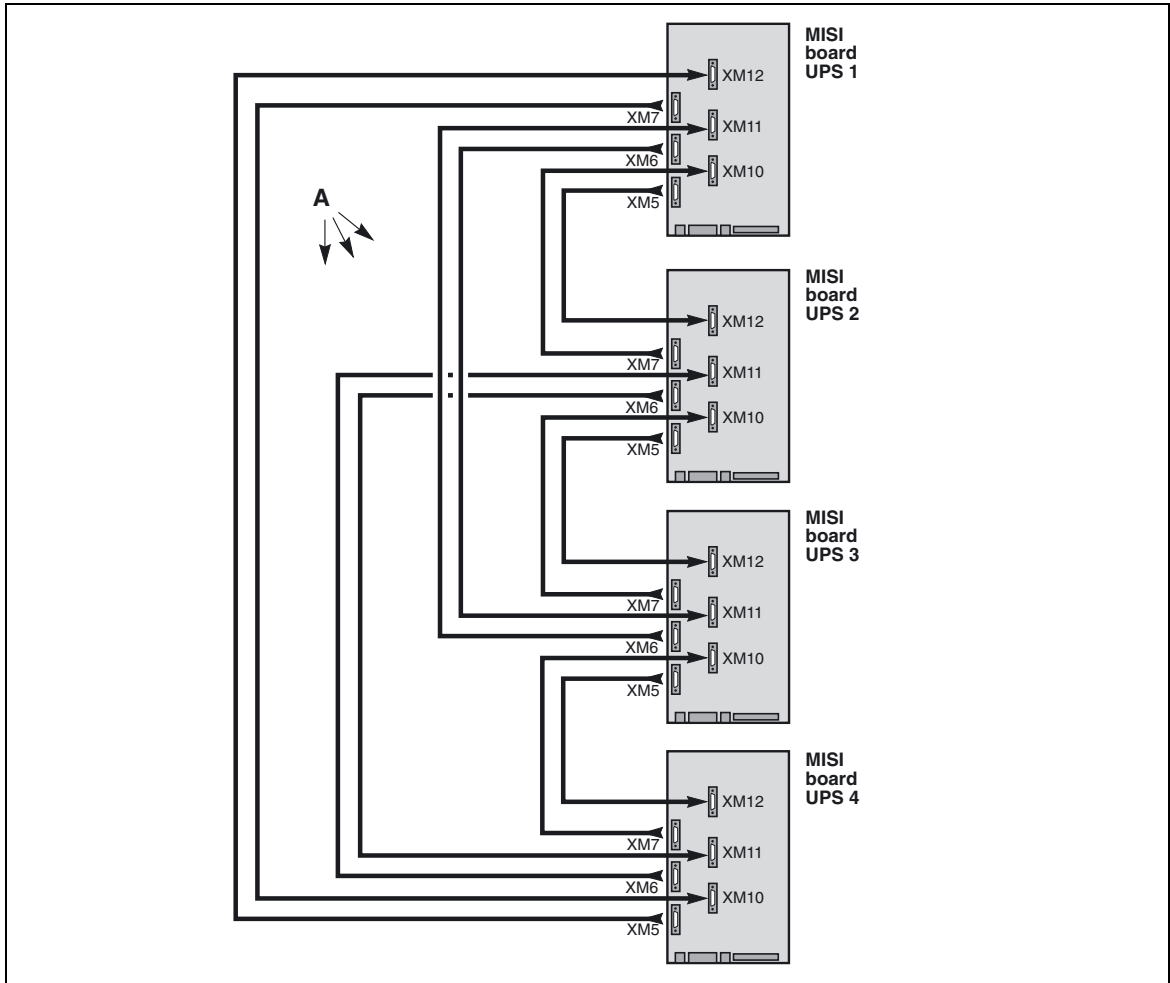 MISI
board
UPS 1
XM12
XM7
XM11
XM6
XM10
XM5
A
MISI
board
UPS 2
XM12
XM7
XM11
XM6
XM10
XM5
MISI
board
UPS 3
XM12
XM7
XM11
XM6
XM10
XM5
MISI
board
UPS 4
XM12
XM7
XM11
XM6
XM10
XM5